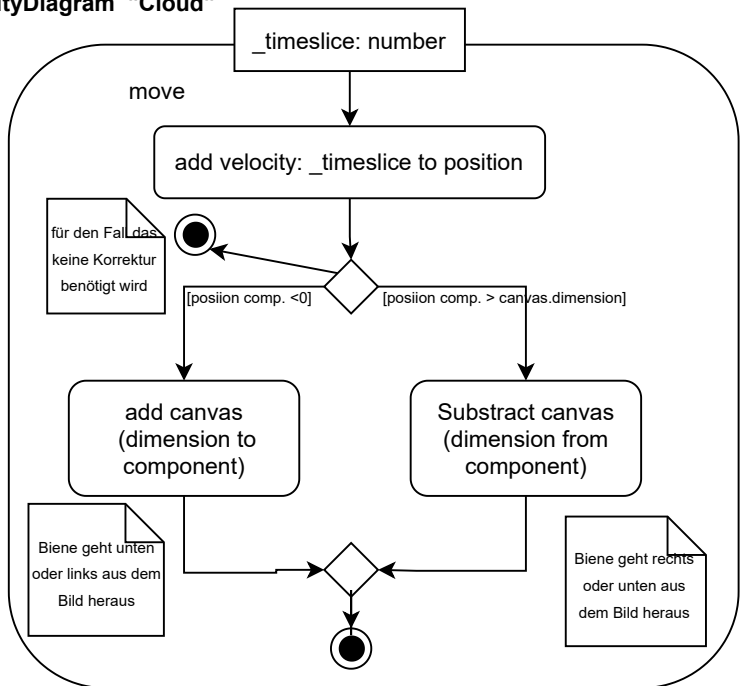 ityDiagram "Cloud"
_timeslice: number
move
add velocity: _timeslice to position
für den Fall das
keine Korrektur
benötigt wird
[posiion comp. <0]
[posiion comp. > canvas.dimension]
add canvas
(dimension to
component)
Substract canvas
(dimension from
component)
Biene geht unten
oder links aus dem
Bild heraus
Biene geht rechts
oder unten aus
dem Bild heraus